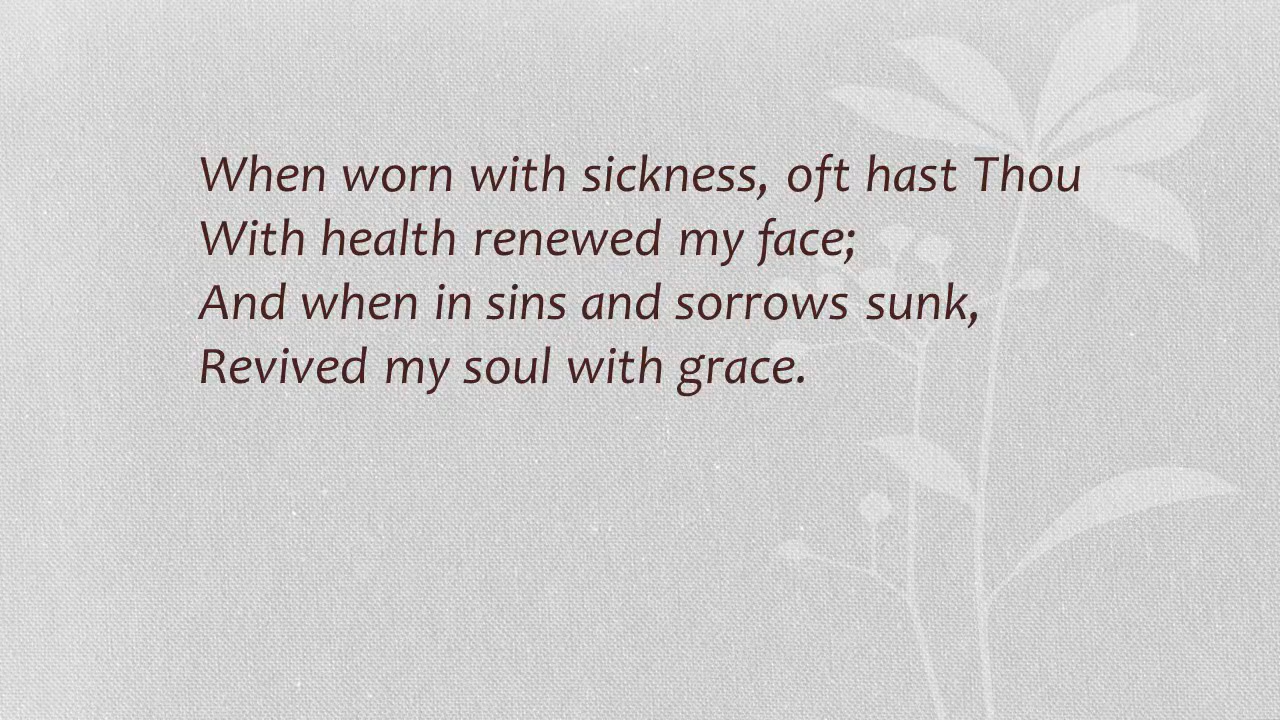 When worn with sickness, oft hast Thou
With health renewed my face;
And when in sins and sorrows sunk,
Revived my soul with grace.